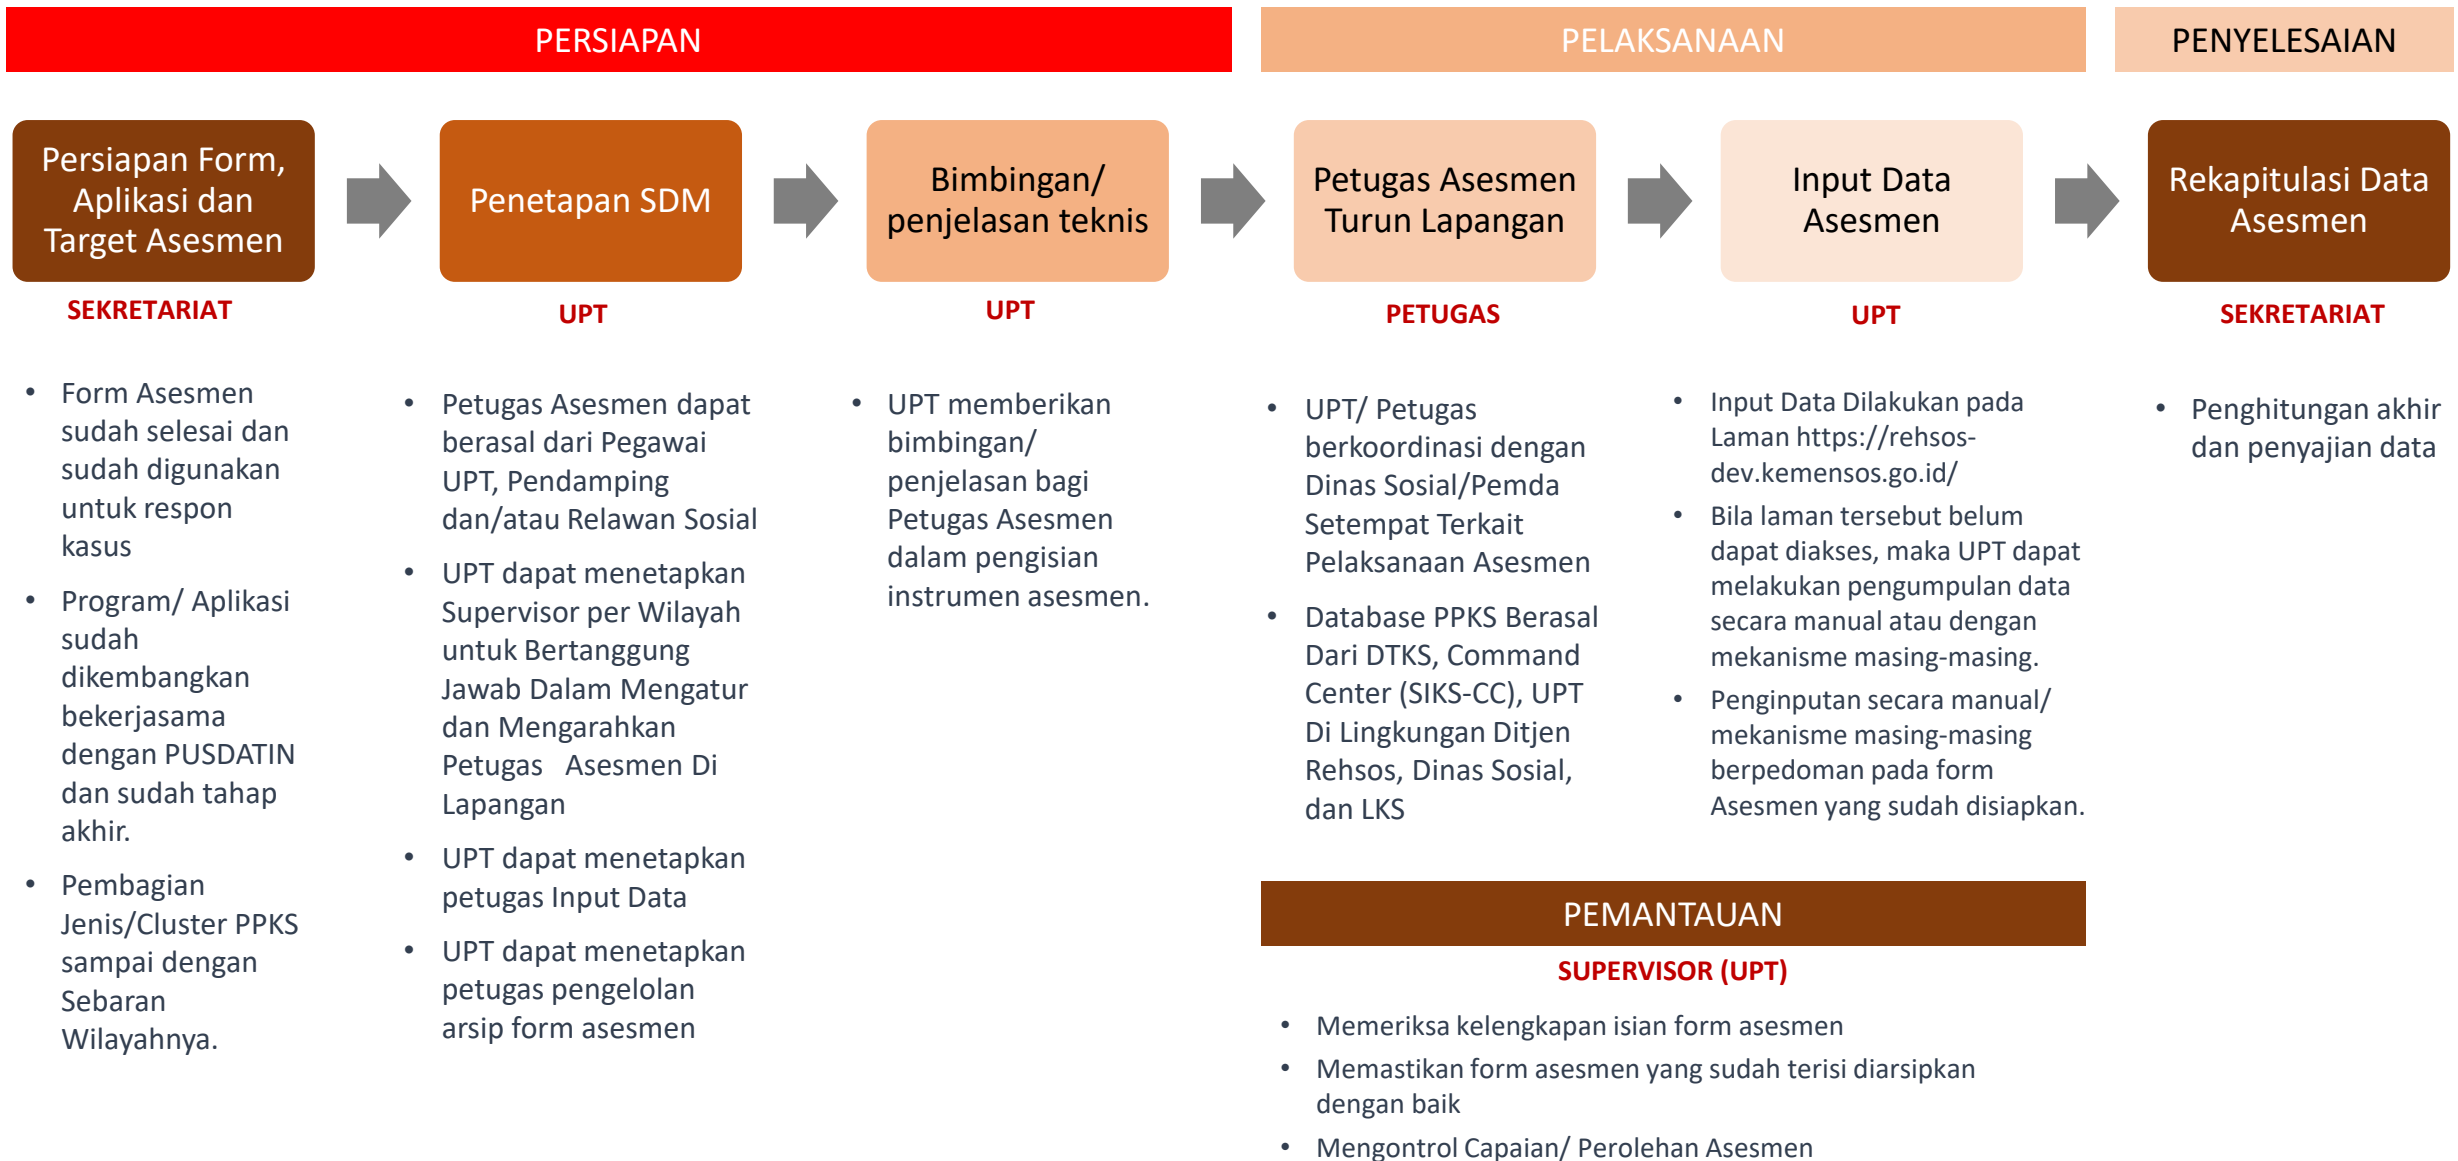 PERSIAPAN
PELAKSANAAN
PENYELESAIAN
Persiapan Form,
Aplikasi dan
Target Asesmen
SEKRETARIAT
• Form Asesmen
sudah selesai dan
sudah digunakan
untuk respon
kasus
• Program/ Aplikasi
sudah
dikembangkan
bekerjasama
dengan PUSDATIN
dan sudah tahap
akhir.
• Pembagian
Jenis/Cluster PPKS
sampai dengan
Sebaran
Wilayahnya.
Penetapan SDM
UPT
• Petugas Asesmen dapat
berasal dari Pegawai
UPT, Pendamping
dan/atau Relawan Sosial
• UPT dapat menetapkan
Supervisor per Wilayah
untuk Bertanggung
Jawab Dalam Mengatur
dan Mengarahkan
Petugas Asesmen Di
Lapangan
• UPT dapat menetapkan
petugas Input Data
• UPT dapat menetapkan
petugas pengelolan
arsip form asesmen
Bimbingan/
penjelasan teknis
UPT
• UPT memberikan
bimbingan/
penjelasan bagi
Petugas Asesmen
dalam pengisian
instrumen asesmen.
Petugas Asesmen
Turun Lapangan
PETUGAS
• UPT/ Petugas
berkoordinasi dengan
Dinas Sosial/Pemda
Setempat Terkait
Pelaksanaan Asesmen
• Database PPKS Berasal
Dari DTKS, Command
Center (SIKS-CC), UPT
Di Lingkungan Ditjen
Rehsos, Dinas Sosial,
dan LKS
Input Data
Asesmen
UPT
• Input Data Dilakukan pada
Laman https://rehsos-
dev.kemensos.go.id/
• Bila laman tersebut belum
dapat diakses, maka UPT dapat
melakukan pengumpulan data
secara manual atau dengan
mekanisme masing-masing.
• Penginputan secara manual/
mekanisme masing-masing
berpedoman pada form
Asesmen yang sudah disiapkan.
Rekapitulasi Data
Asesmen
SEKRETARIAT
• Penghitungan akhir
dan penyajian data
PEMANTAUAN
SUPERVISOR (UPT)
• Memeriksa kelengkapan isian form asesmen
• Memastikan form asesmen yang sudah terisi diarsipkan
dengan baik
• Mengontrol Capaian/ Perolehan Asesmen